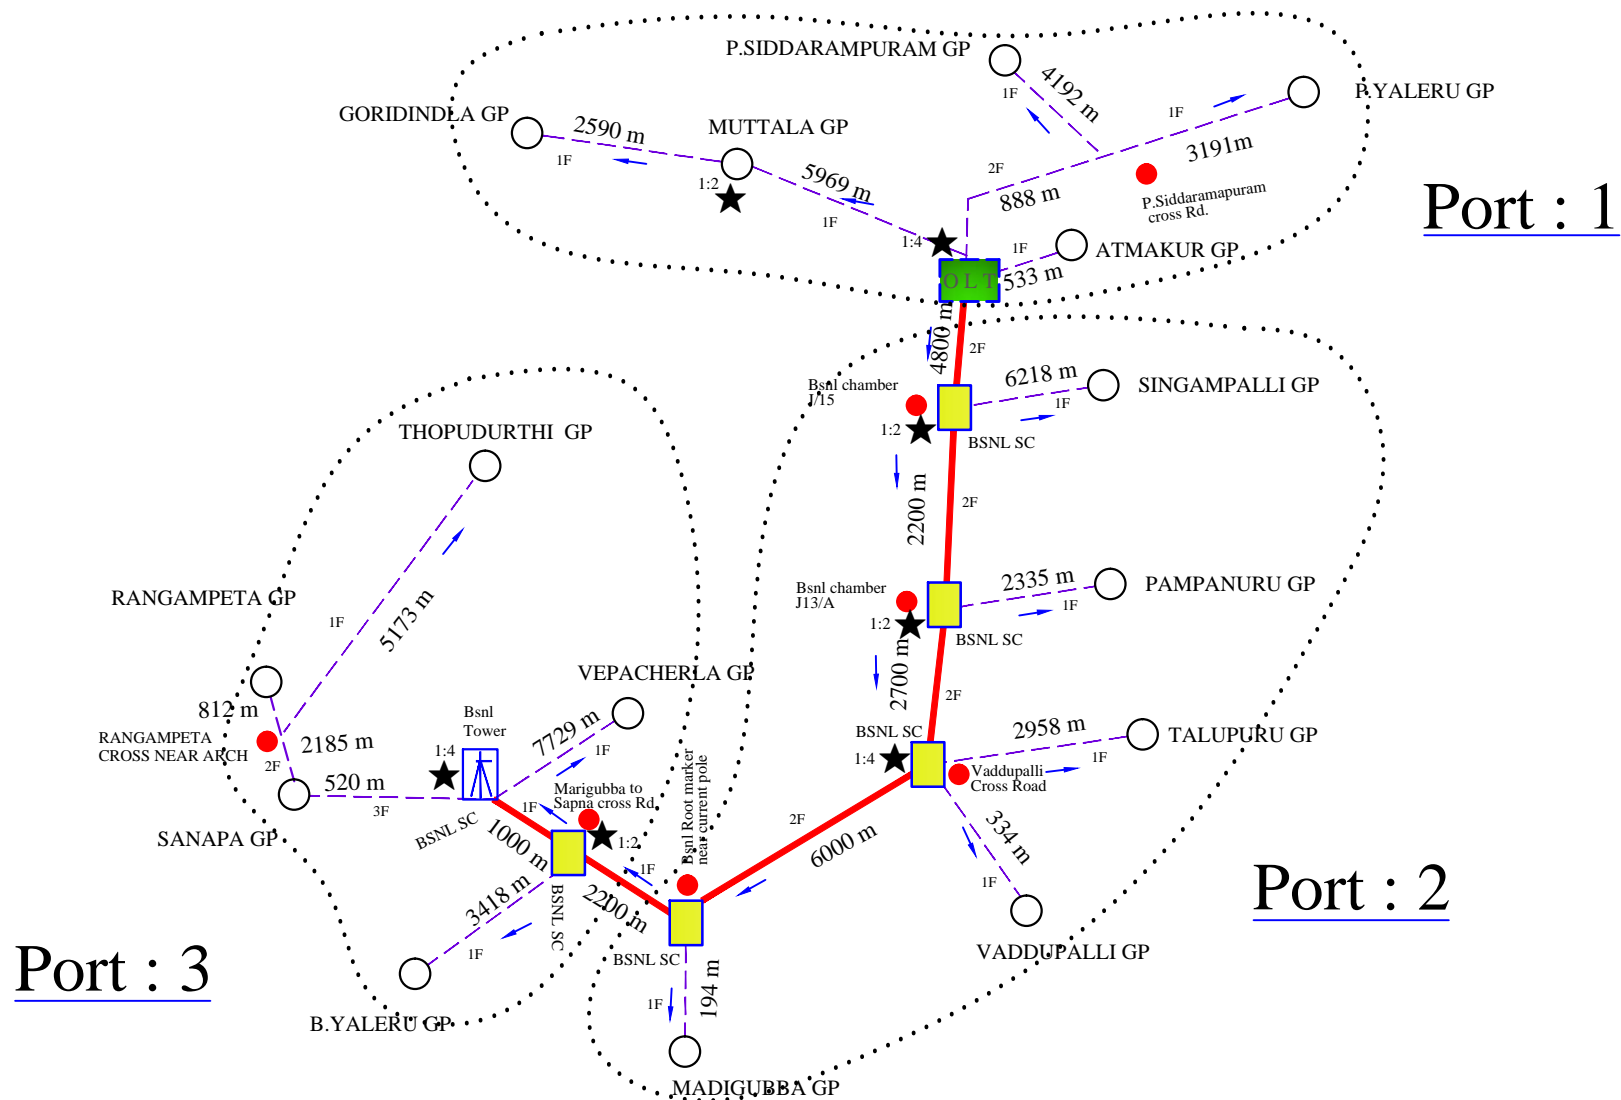 P.SIDDARAMPURAM GP
4192 m
1F
P.YALERU GP
1F
GORIDINDLA GP
2590 m
1F
MUTTALA GP
1:2
5969 m
1F
2F
888 m
3191m
P.Siddaramapuram
cross Rd.
Port : 1
1:4
1F
ATMAKUR GP
533 m
O L T
4800 m
2F
Bsnl chamber
J/15
1:2
6218 m
1F
SINGAMPALLI GP
BSNL SC
THOPUDURTHI  GP
2200 m
2F
Bsnl chamber
J13/A
1:2
2335 m
1F
PAMPANURU GP
BSNL SC
RANGAMPETA GP
1F
5173 m
2700 m
2F
VEPACHERLA GP
812 m
RANGAMPETA
CROSS NEAR ARCH
2F
2185 m
520 m
3F
Bsnl
Tower
1:4
7729 m
1F
BSNL SC
1:4
2958 m
1F
TALUPURU GP
Vaddupalli
Cross Road
Marigubba to
Sapna cross Rd.
1F
1:2
Bsnl Root marker
near current pole
SANAPA GP
BSNL SC
1000 m
2F
6000 m
334 m
1F
1F
2200 m
3418 m
1F
BSNL SC
Port : 2
BSNL SC
VADDUPALLI GP
Port : 3
1F
194 m
B.YALERU GP
MADIGUBBA GP